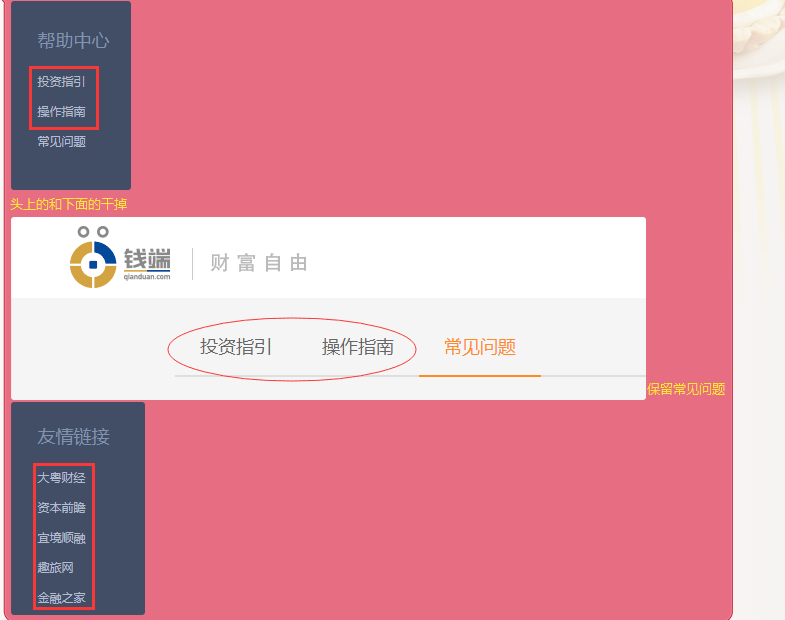 帮助中心
投资指引
操作指南
常见问题
头上的和下面的干掉
钱端
qianduan.com
财富自由
投资指引 操作指南 常见问题
保留常见问题
友情链接
大粤财经
资本前瞻
宜境顺融
趣旅网
金融之家